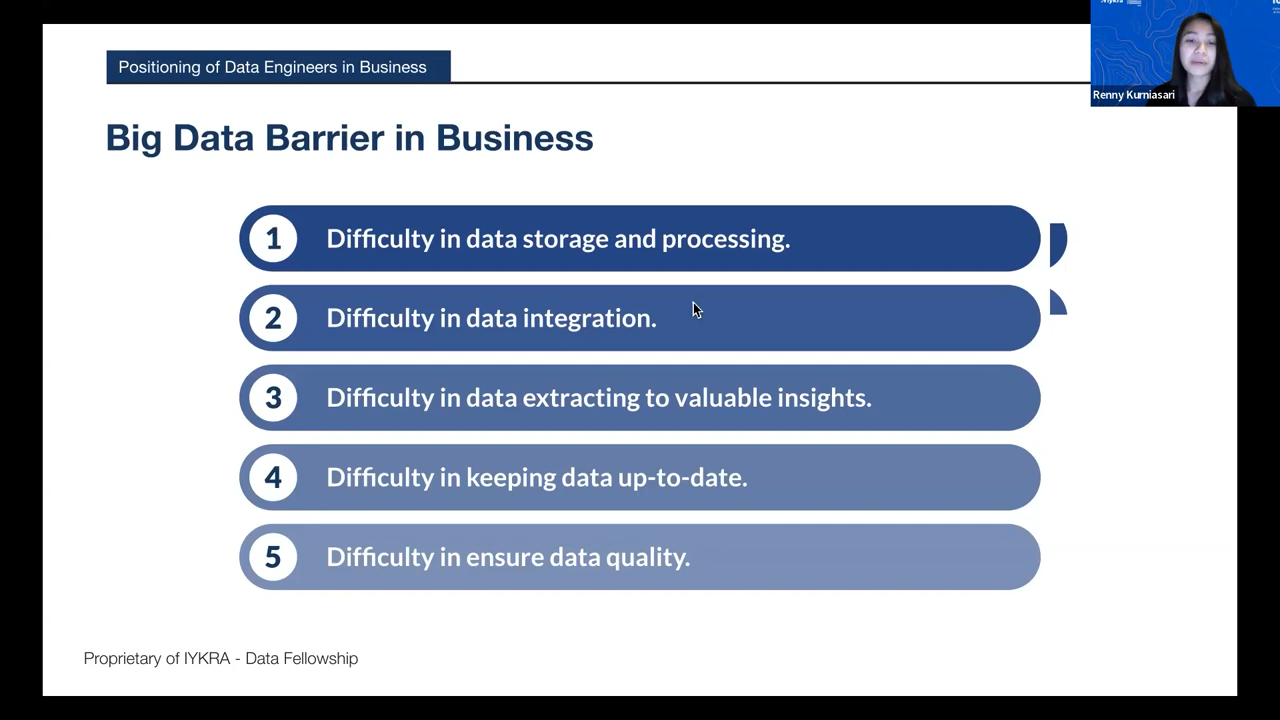 Positioning of Data Engineers in Business
Renny Kurniasari
Big Data Barrier in Business
1 Difficulty in data storage and processing.
2 Difficulty in data integration.
3 Difficulty in data extracting to valuable insights.
4 Difficulty in keeping data up-to-date.
5 Difficulty in ensure data quality.
Proprietary of IYKRA - Data Fellowship